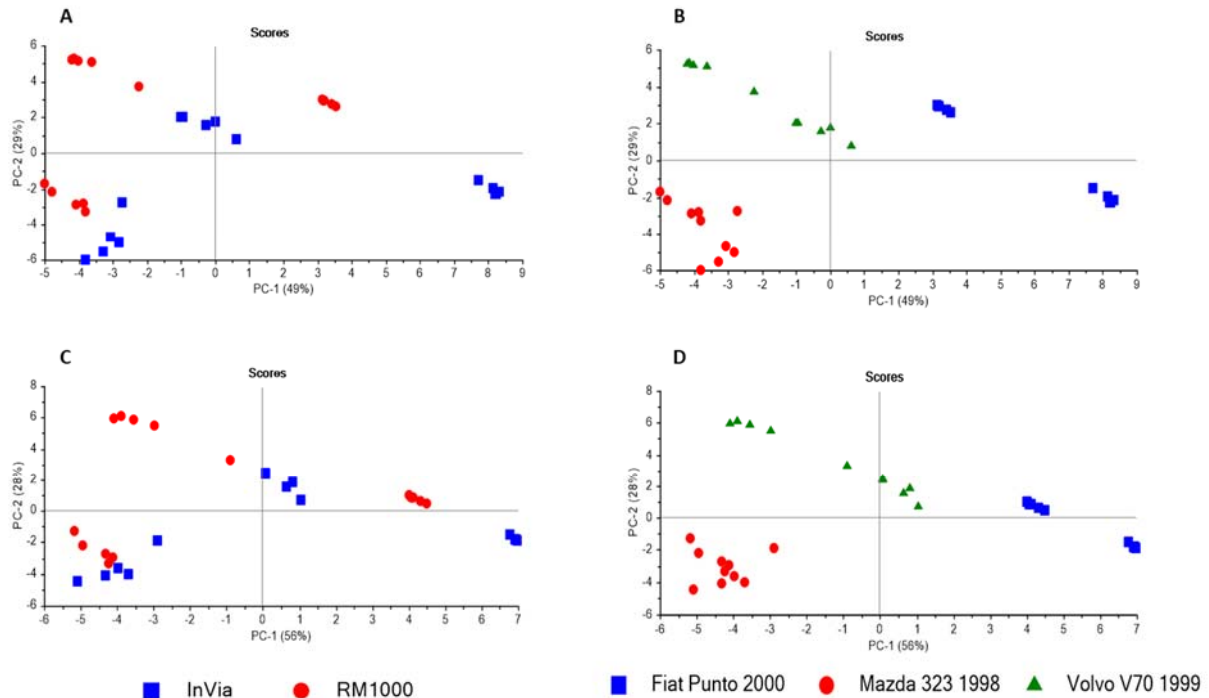 A
Scores
6
4
2
0
-2
-4
-6
PC-2 (29%)
-5 -4 -3 -2 -1 0 1 2 3 4 5 6 7 8 9
PC-1 (49%)
B
Scores
6
4
2
0
-2
-4
-6
PC-2 (29%)
-5 -4 -3 -2 -1 0 1 2 3 4 5 6 7 8 9
PC-1 (49%)
C
Scores
8
6
4
2
0
-2
-4
-6
PC-2 (28%)
-6 -5 -4 -3 -2 -1 0 1 2 3 4 5 6 7
PC-1 (56%)
D
Scores
8
6
4
2
0
-2
-4
-6
PC-2 (28%)
-6 -5 -4 -3 -2 -1 0 1 2 3 4 5 6 7
PC-1 (56%)
InVia RM1000
Fiat Punto 2000 Mazda 323 1998 Volvo V70 1999